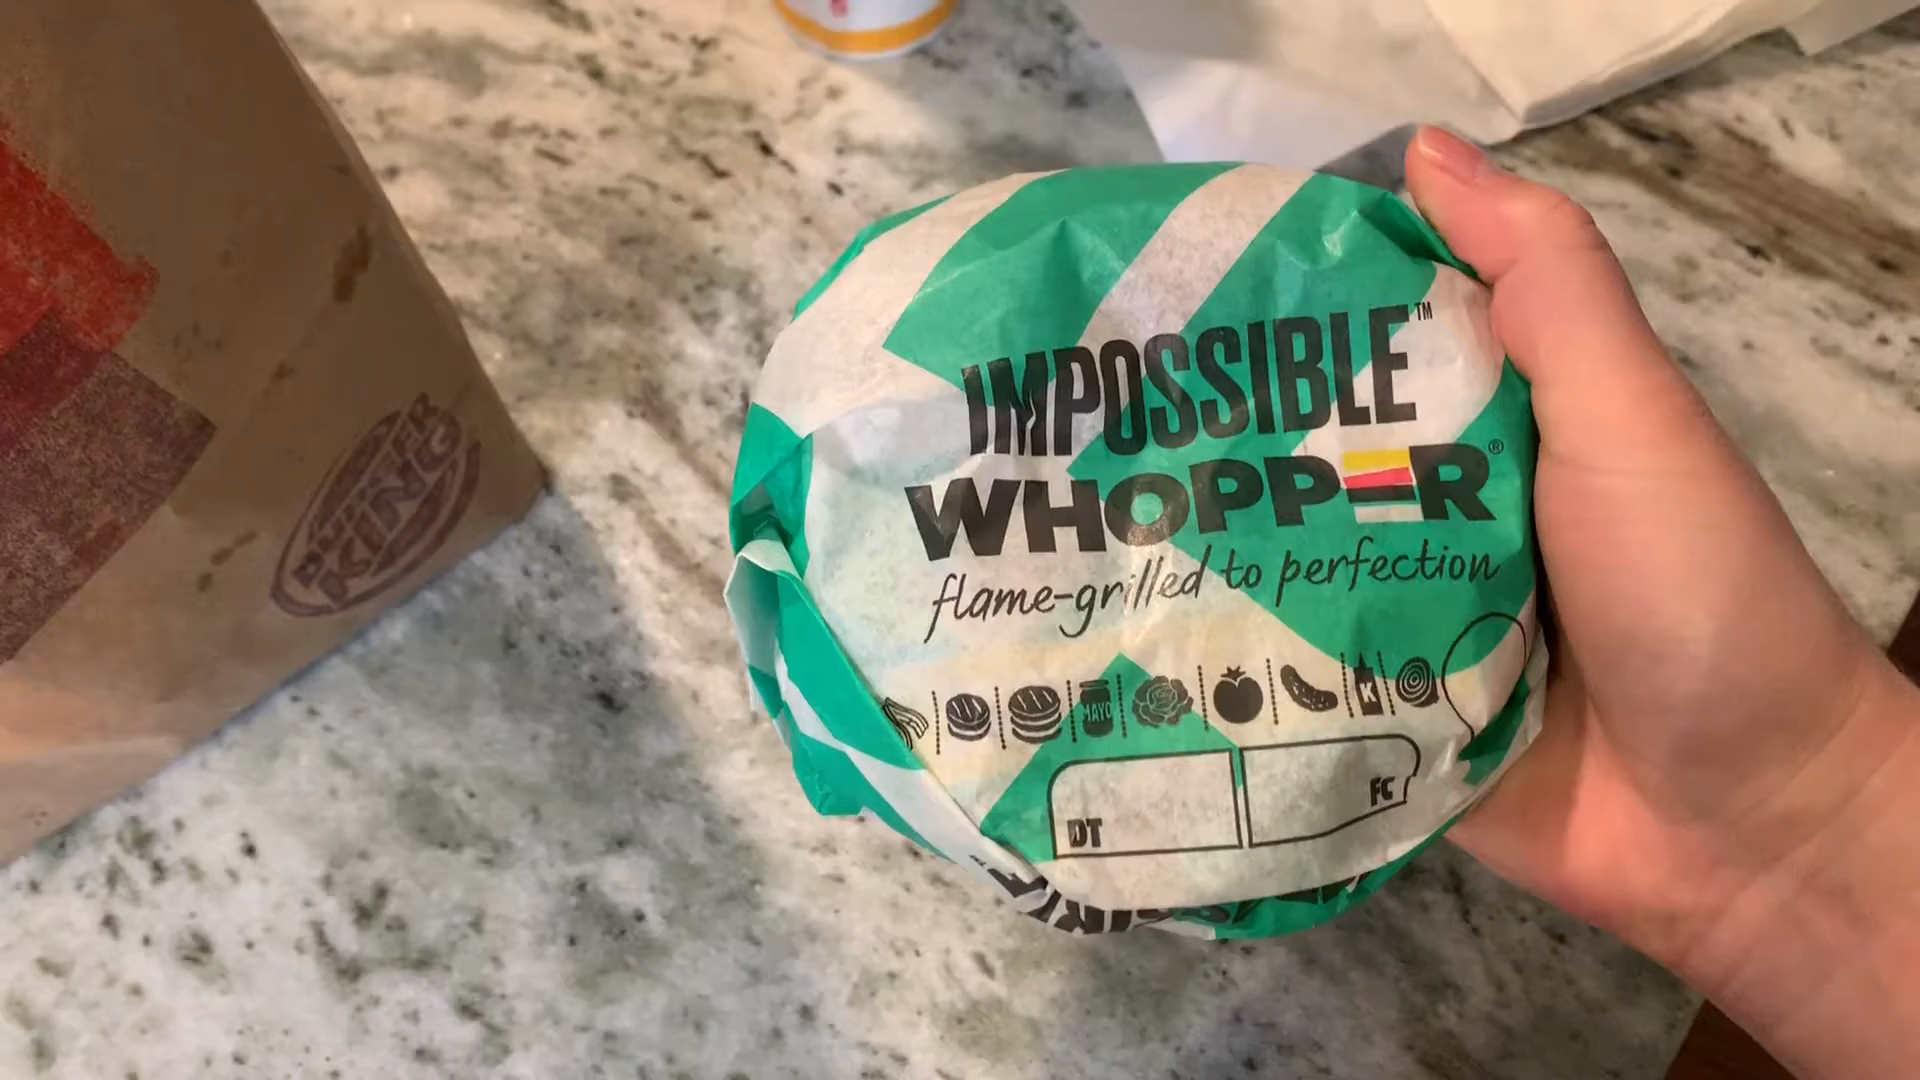 BURGER
KING
IMPOSSIBLE™
WHOPPER®
flame-grilled to perfection
MAYO
K
DT
FC